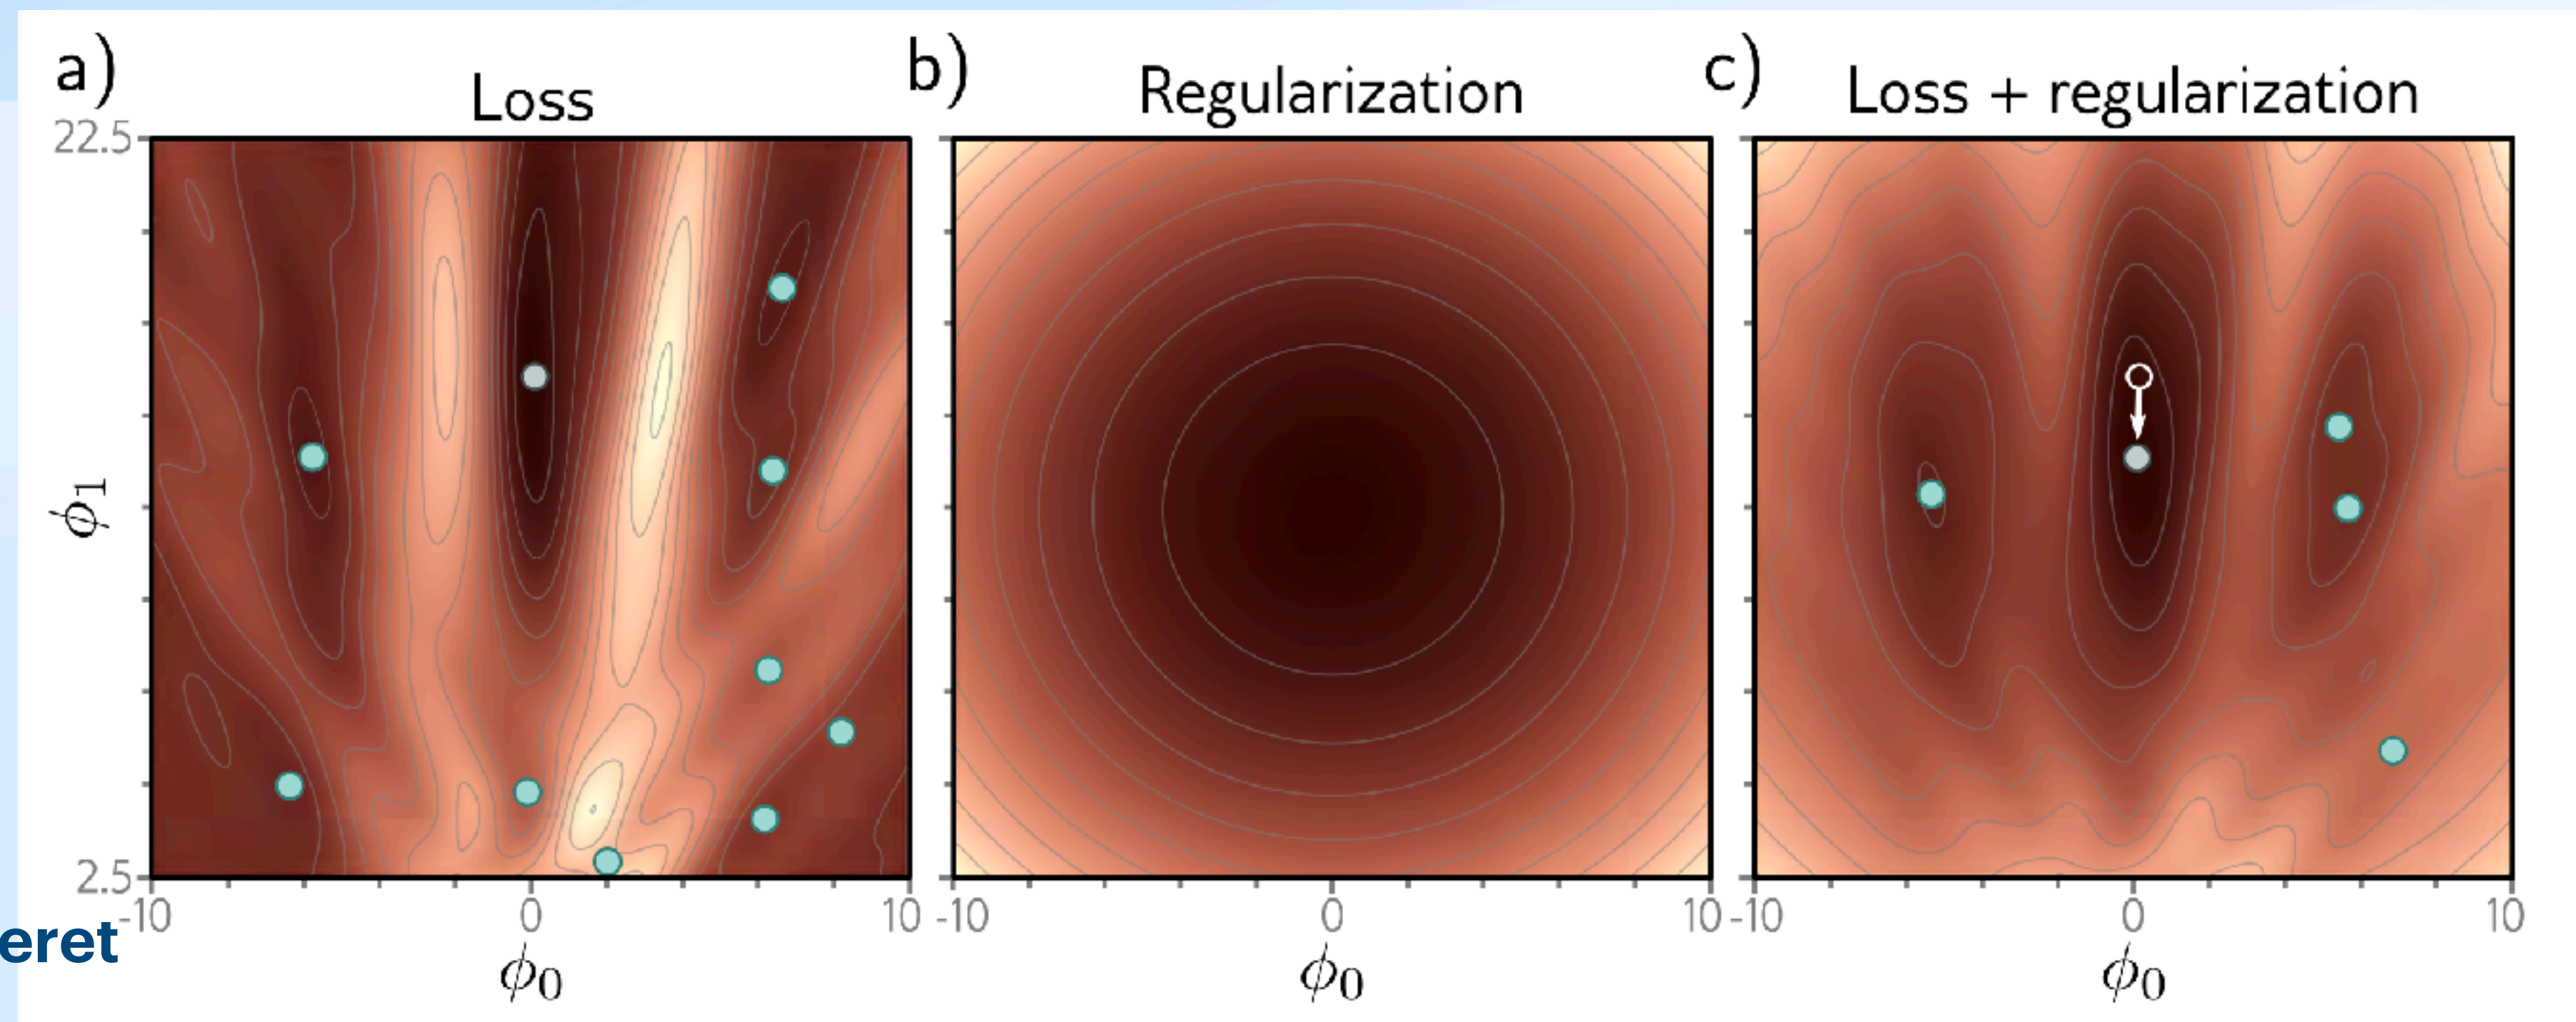 a)
Loss
b)
Regularization
c)
Loss + regularization
22.5
ϕ1
2.5
-10
0
10
-10
0
10
-10
0
10
eret
ϕ0
ϕ0
ϕ0